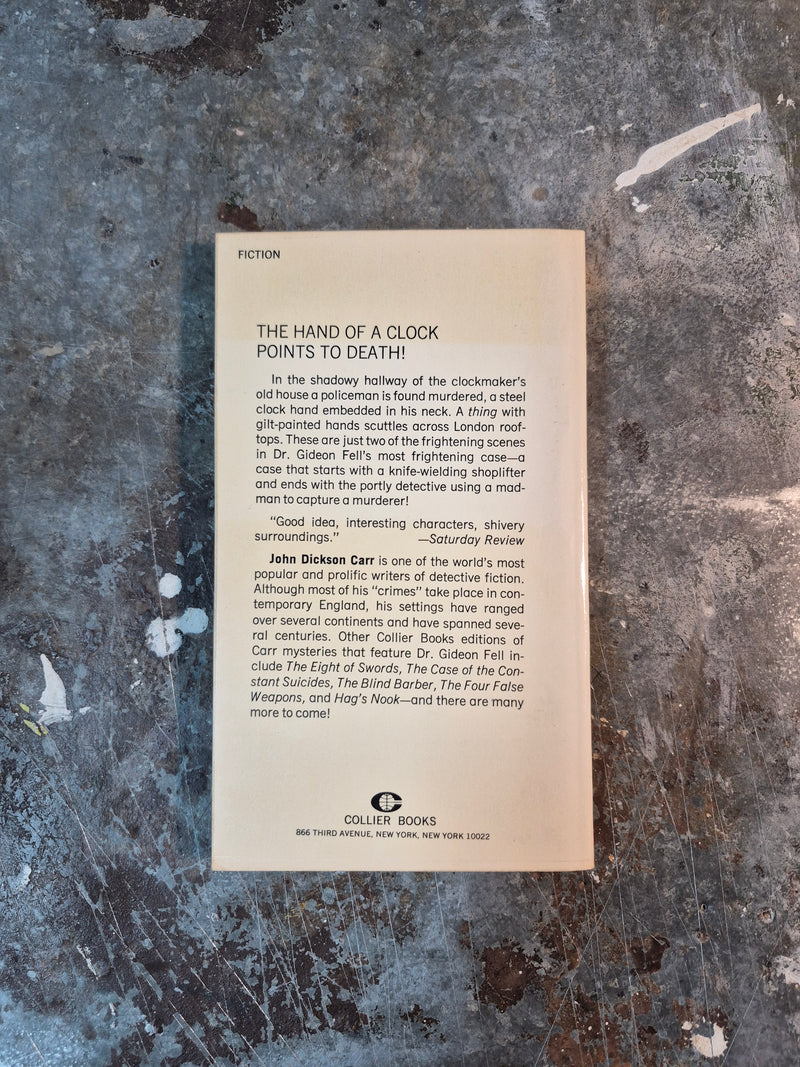 FICTION
THE HAND OF A CLOCK
POINTS TO DEATH!
In the shadowy hallway of the clockmaker's
old house a policeman is found murdered, a steel
clock hand embedded in his neck. A thing with
gilt-painted hands scuttles across London roof-
tops. These are just two of the frightening scenes
in Dr. Gideon Fell's most frightening case—a
case that starts with a knife-wielding shoplifter
and ends with the portly detective using a mad-
man to capture a murderer!
"Good idea, interesting characters, shivery
surroundings." —Saturday Review
John Dickson Carr is one of the world's most
popular and prolific writers of detective fiction.
Although most of his "crimes" take place in con-
temporary England, his settings have ranged
over several continents and have spanned seve-
ral centuries. Other Collier Books editions of
Carr mysteries that feature Dr. Gideon Fell in-
clude The Eight of Swords, The Case of the Con-
stant Suicides, The Blind Barber, The Four False
Weapons, and Hag's Nook—and there are many
more to come!
COLLIER BOOKS
866 THIRD AVENUE, NEW YORK, NEW YORK 10022